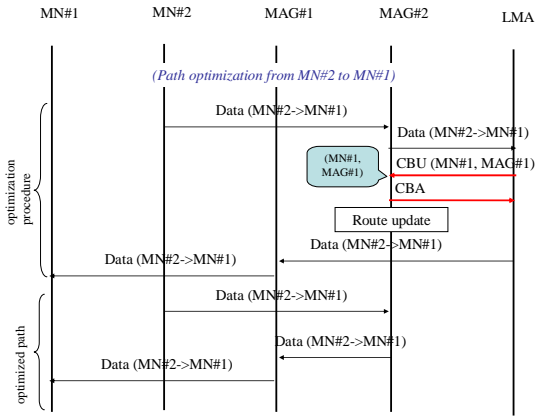 MN#1 MN#2 MAG#1 MAG#2 LMA
(Path optimization from MN#2 to MN#1)
Data (MN#2->MN#1)
Data (MN#2->MN#1)
(MN#1,
MAG#1)
CBU (MN#1, MAG#1)
CBA
Route update
Data (MN#2->MN#1)
Data (MN#2->MN#1)
optimization
procedure
Data (MN#2->MN#1)
Data (MN#2->MN#1)
Data (MN#2->MN#1)
optimized path